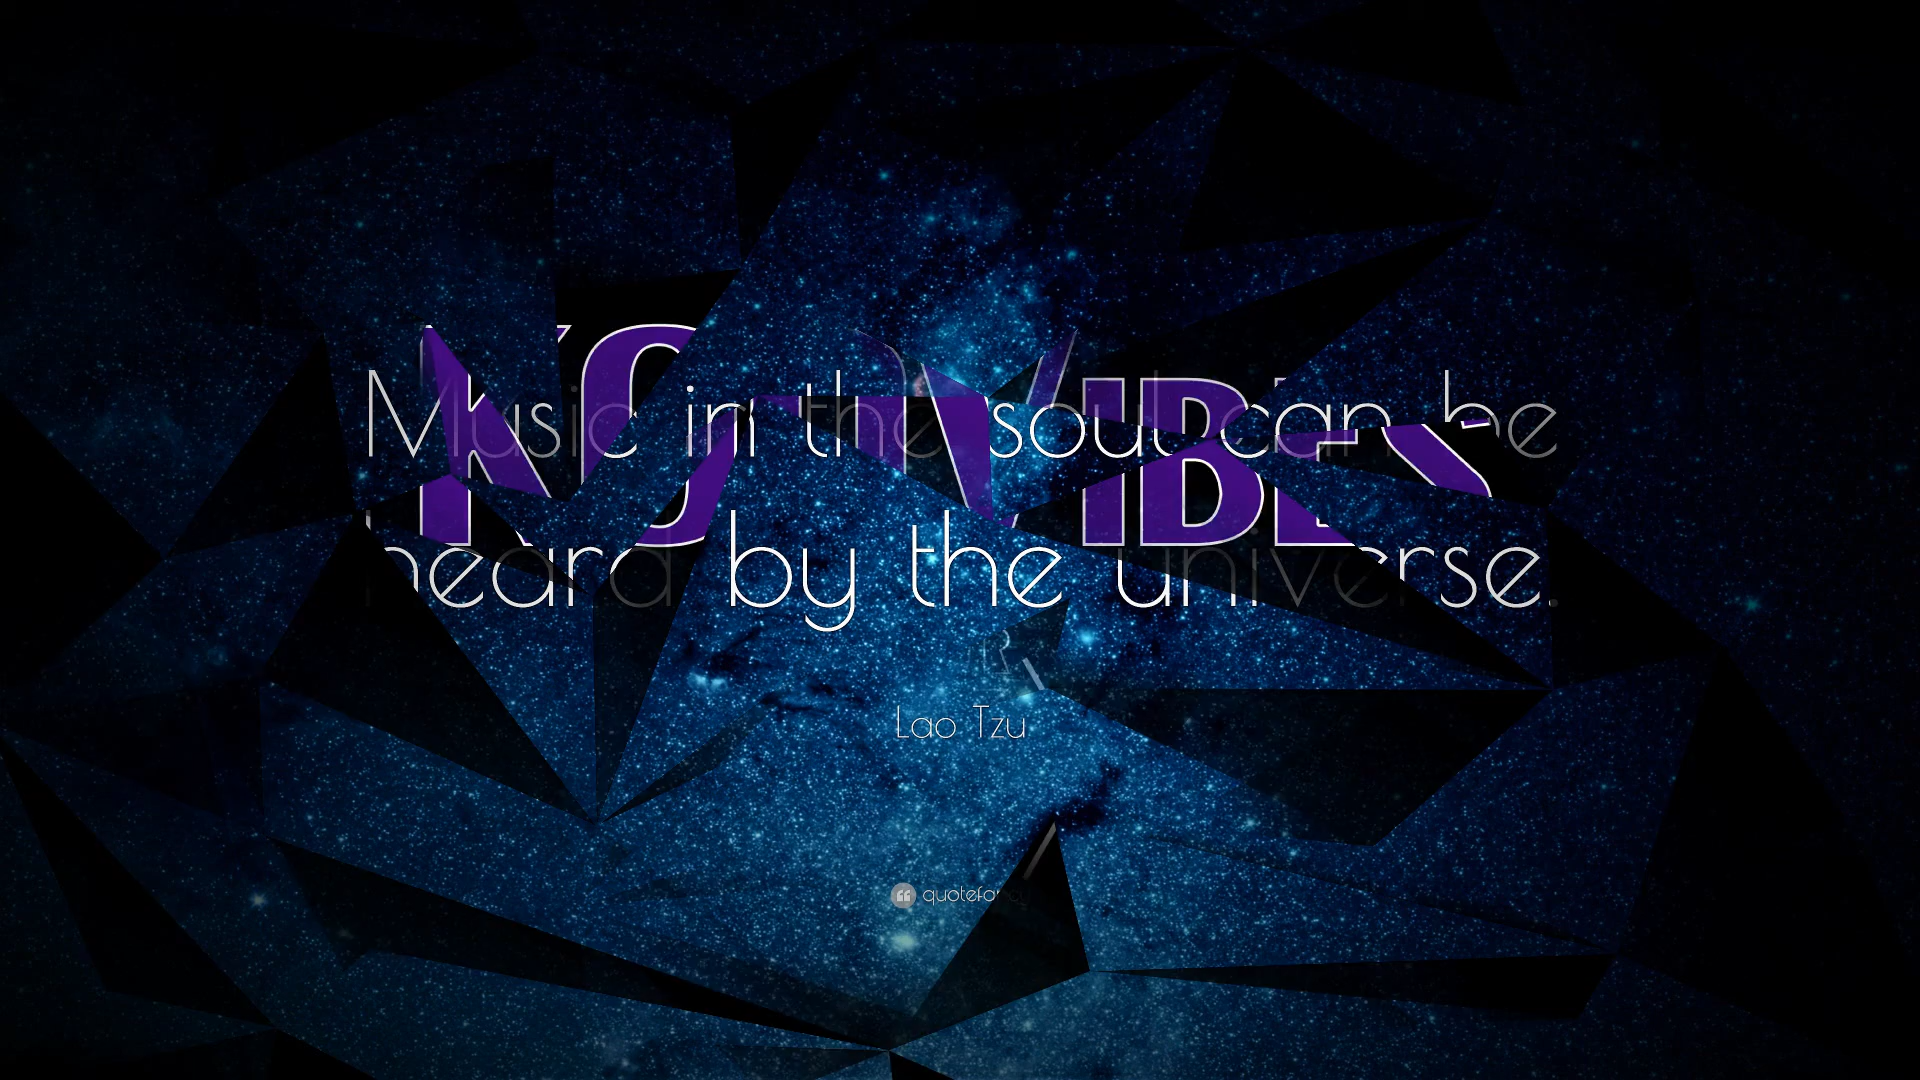 Music in the soul can be
heard by the universe.
Lao Tzu